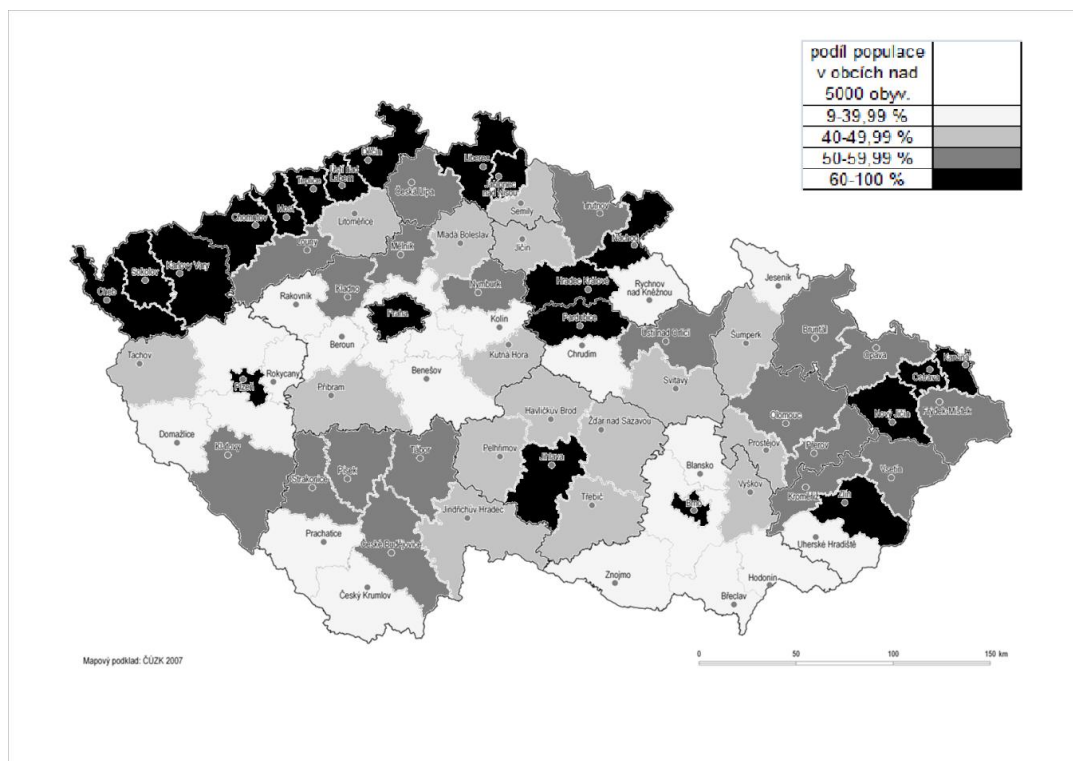 podíl populace
v obcích nad
5000 obyv.
9-39,99 %
40-49,99 %
50-59,99 %
60-100 %
Děčín
Liberec
Ústí nad
Labem
Teplice
Jablonec
nad Nisou
Česká Lípa
Most
Semily
Trutnov
Chomutov
Litoměřice
Mladá Boleslav
Jičín
Náchod
Louny
Mělník
Sokolov
Karlovy Vary
Cheb
Hradec Králové
Nymburk
Rychnov
nad Kněžnou
Jeseník
Rakovník
Kladno
Praha
Kolín
Pardubice
Bruntál
Beroun
Ústí nad Orlicí
Šumperk
Kutná Hora
Chrudim
Opava
Karviná
Tachov
Ostrava
Rokycany
Plzeň
Benešov
Příbram
Svitavy
Frýdek-Místek
Havlíčkův Brod
Nový Jičín
Olomouc
Žďar nad Sázavou
Domažlice
Klatovy
Tábor
Pelhřimov
Jihlava
Prostějov
Přerov
Blansko
Vsetín
Strakonice
Písek
Vyškov
Kroměříž
Třebíč
Brno
Zlín
Jindřichův Hradec
Prachatice
České Budějovice
Uherské Hradiště
Znojmo
Hodonín
Český Krumlov
Břeclav
Mapový podklad: ČÚZK 2007
0 50 100 150 km